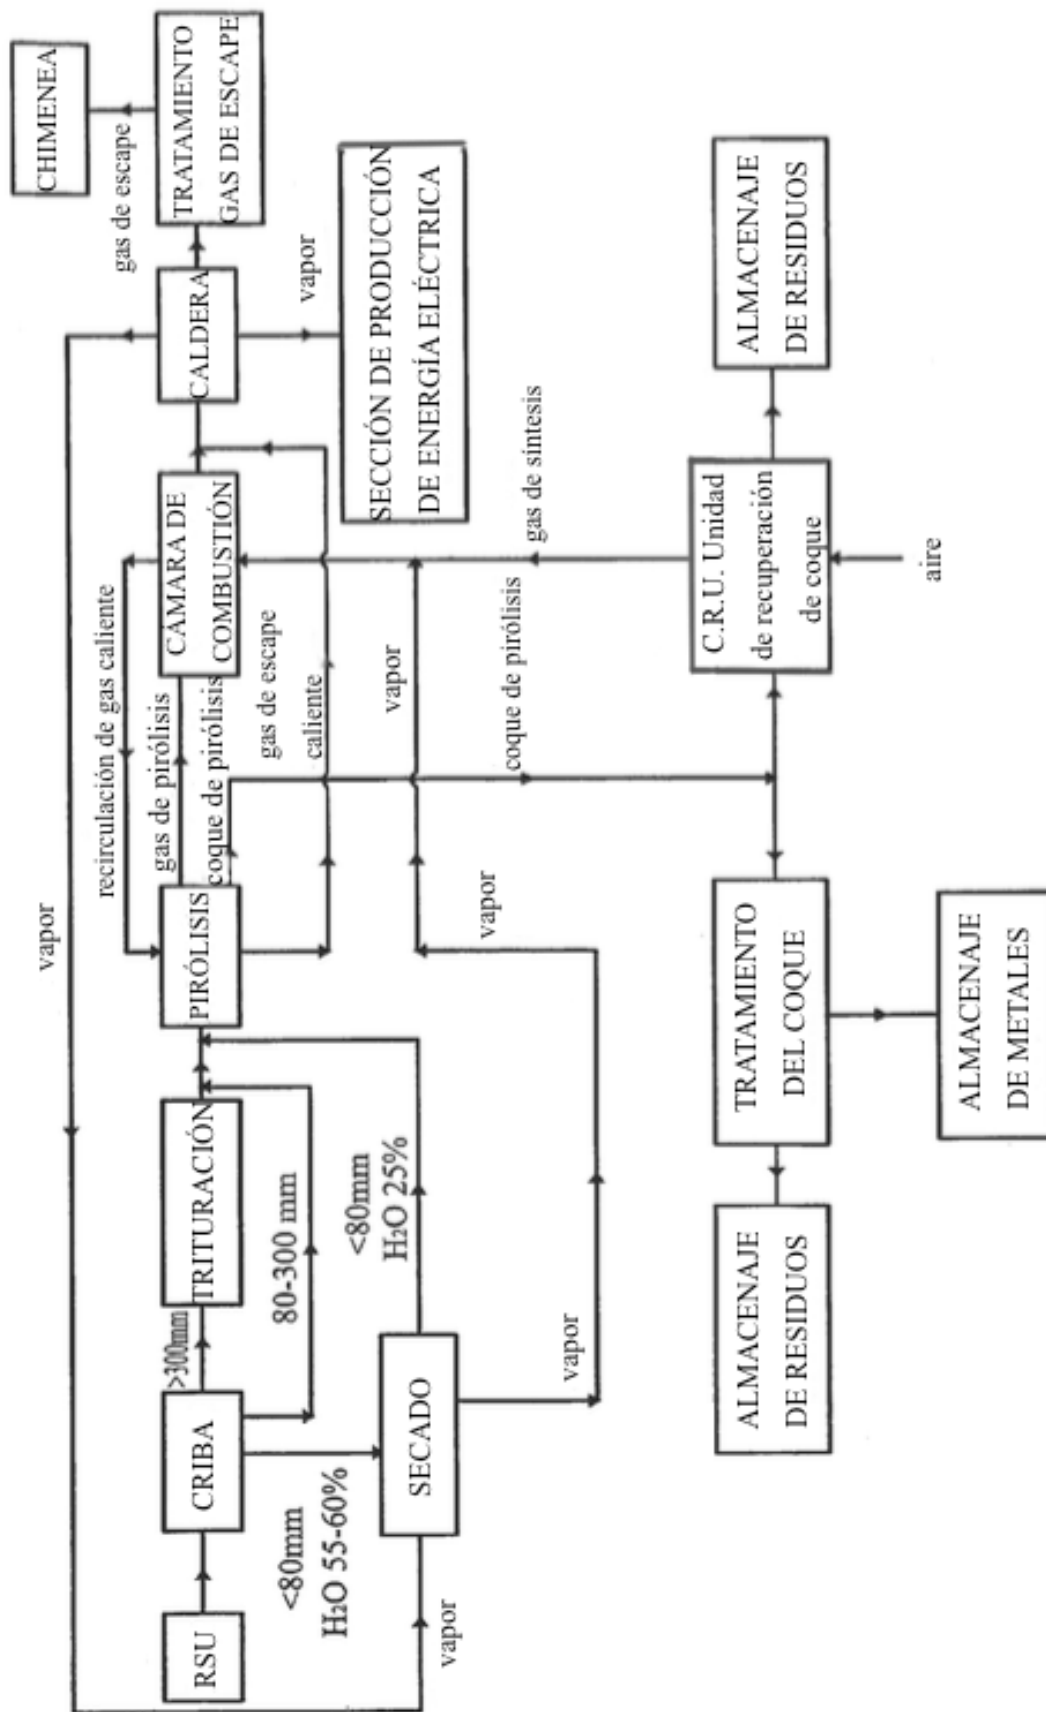 vapor
recirculación de gas caliente
CHIMENEA
RSU
CRIBA
>300mm
TRITURACIÓN
PIRÓLISIS
gas de pirólisis
coque de pirólisis
CÁMARA DE
COMBUSTIÓN
CALDERA
gas de escape
TRATAMIENTO
GAS DE ESCAPE
<80mm
H₂O 55-60%
80-300 mm
gas de escape
caliente
vapor
SECCIÓN DE PRODUCCIÓN
DE ENERGÍA ELÉCTRICA
<80mm
H₂O 25%
SECADO
vapor
vapor
vapor
vapor
coque de pirólisis
gas de sintesis
ALMACENAJE
DE RESIDUOS
TRATAMIENTO
DEL COQUE
C.R.U. Unidad
de recuperación
de coque
ALMACENAJE
DE RESIDUOS
aire
ALMACENAJE
DE METALES